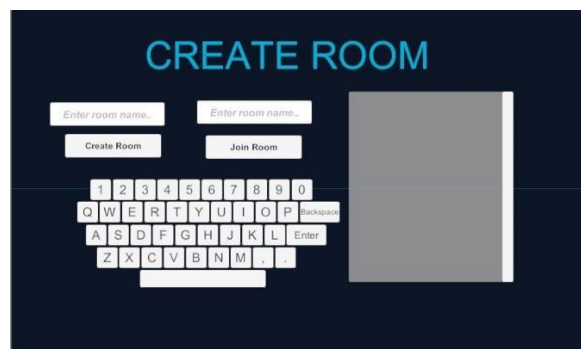 CREATE ROOM
Enter room name..
Enter room name..
Create Room
Join Room
1 2 3 4 5 6 7 8 9 0
Q W E R T Y U I O P Backspace
A S D F G H J K L Enter
Z X C V B N M , .